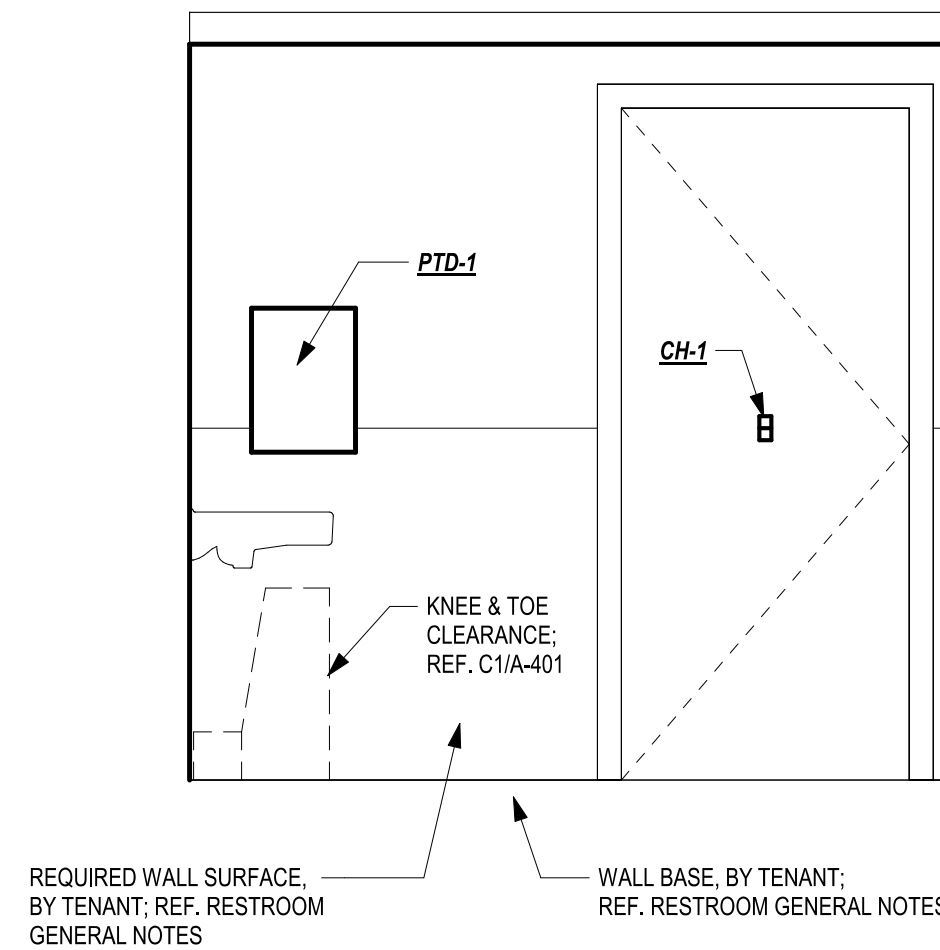 PTD-1
CH-1
KNEE & TOE
CLEARANCE;
REF. C1/A-401
REQUIRED WALL SURFACE,
BY TENANT; REF. RESTROOM
GENERAL NOTES
WALL BASE, BY TENANT;
REF. RESTROOM GENERAL NOTES